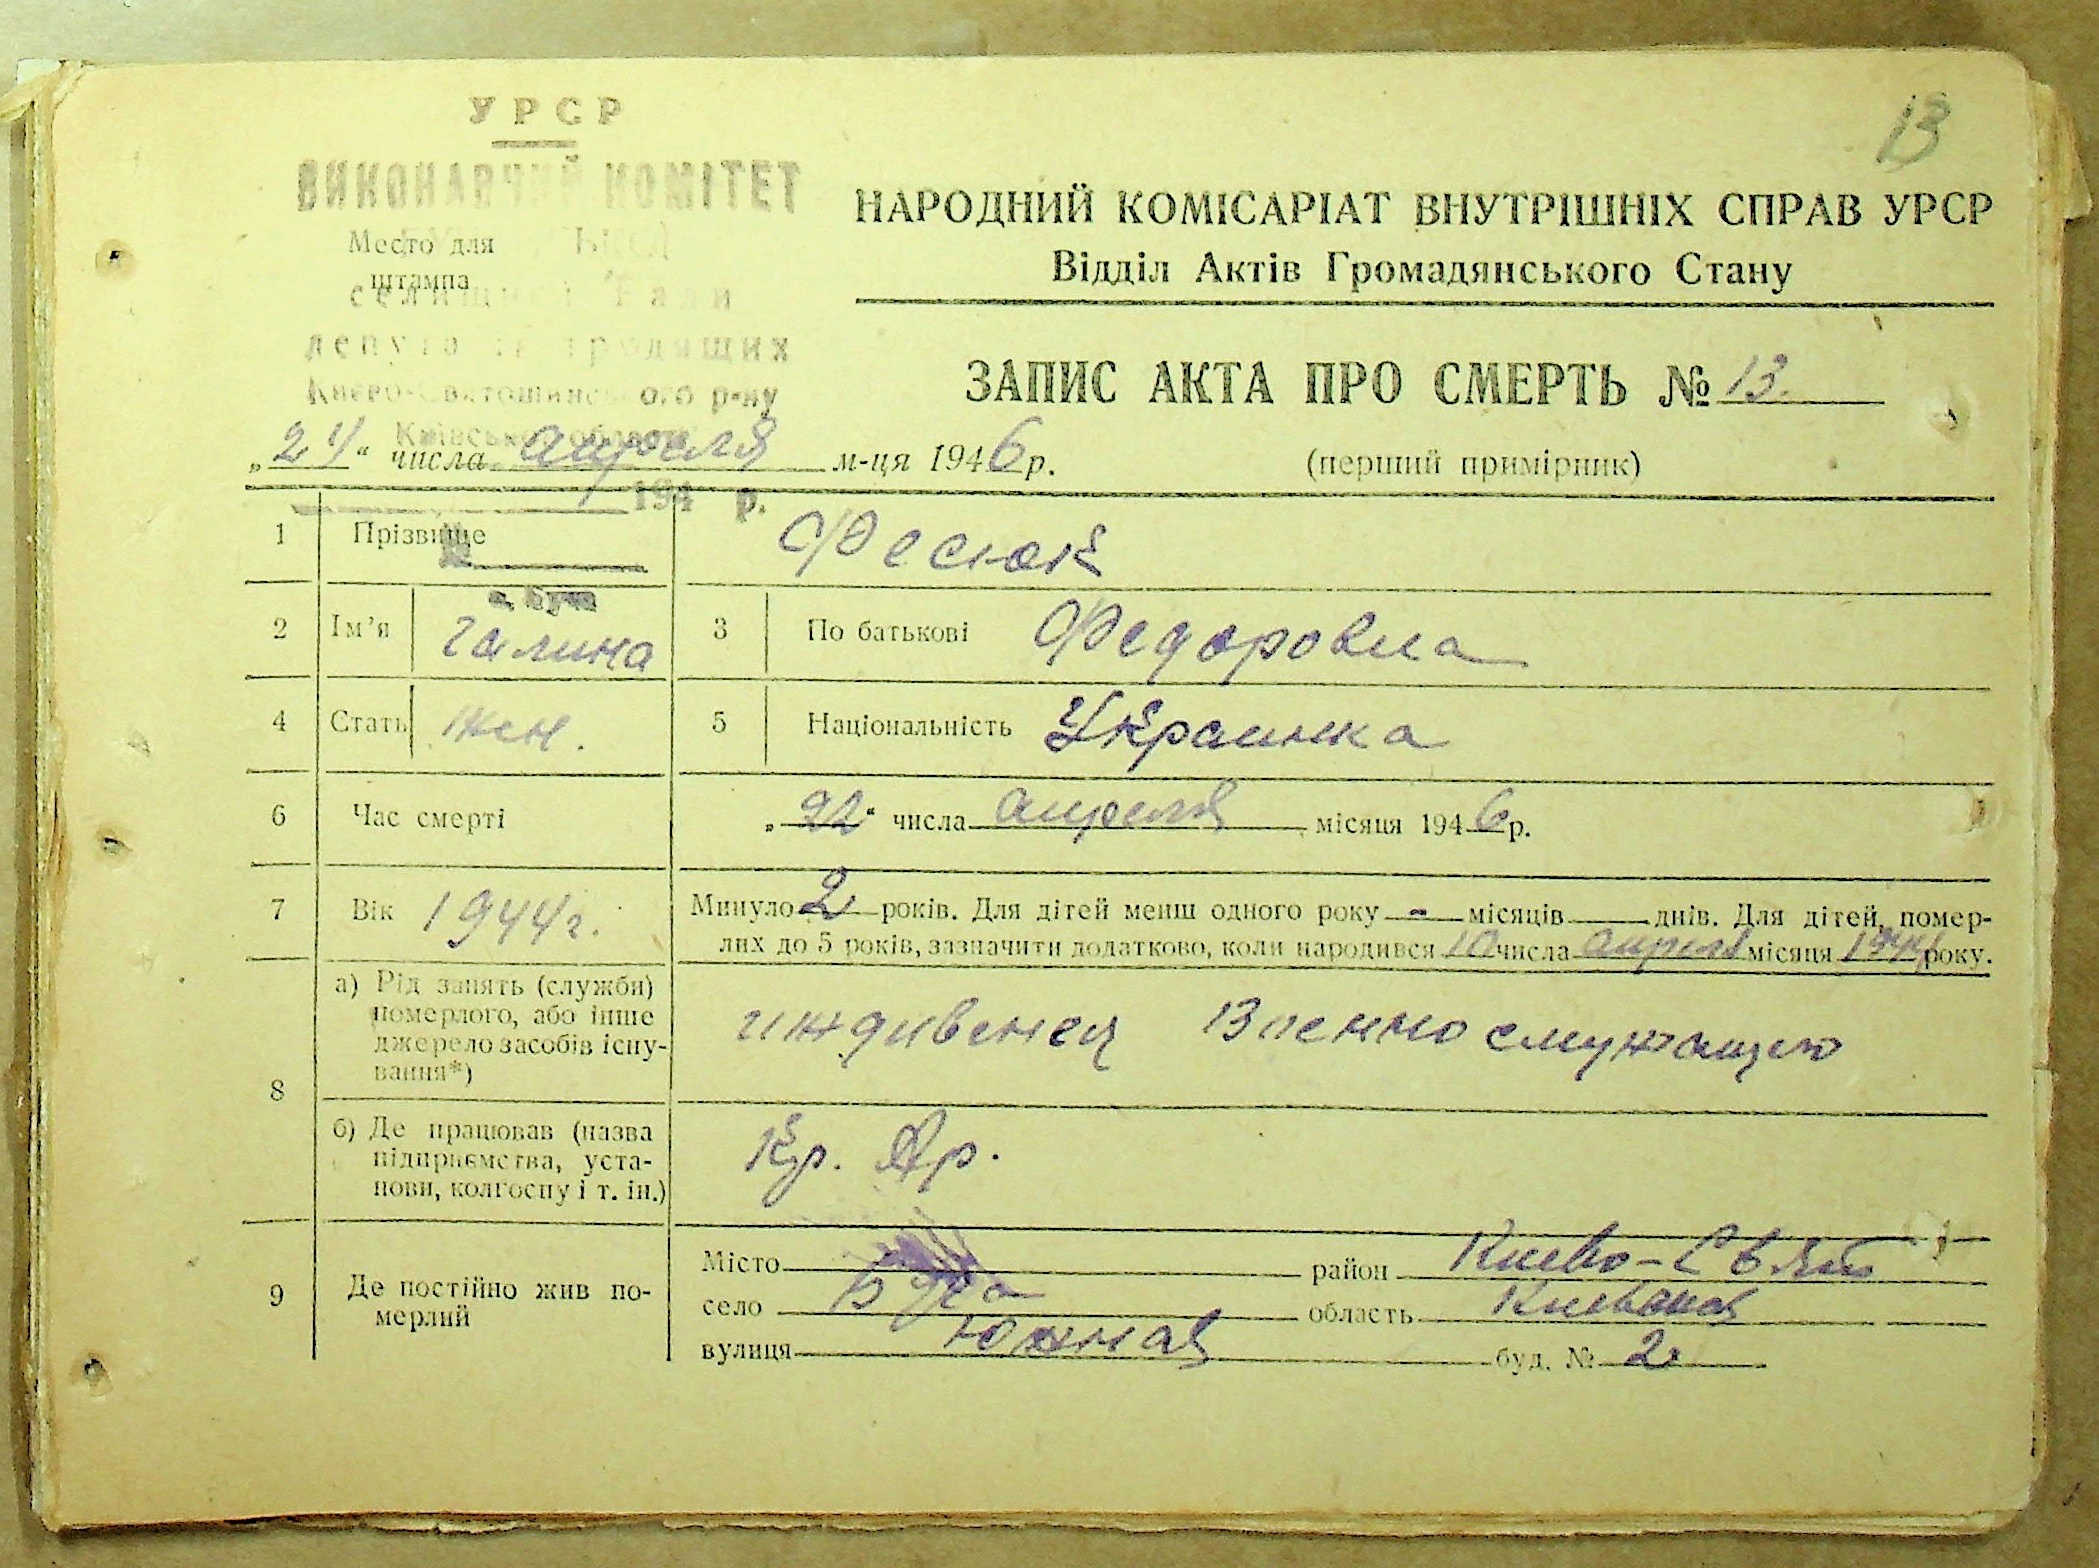 13
УРСР
ВИКОНАВЧИЙ КОМІТЕТ
Место для
штампа
селищної Ради
Києво-Святошинського р-ну
Київської області
194 р.
с. Буча
НАРОДНИЙ КОМІСАРІАТ ВНУТРІШНІХ СПРАВ УРСР
Відділ Актів Громадянського Стану
ЗАПИС АКТА ПРО СМЕРТЬ № 13.
„24“ числа апреля м-ця 1946 р.
(перший примірник)
1 Прізвище Фесюк
2 Ім’я Галина 3 По батькові Федоровна
4 Стать Жен. 5 Національність Украинка
6 Час смерті „22“ числа апреля місяця 1946 р.
7 Вік 1944 г. Минуло 2 років. Для дітей менш одного року - місяців днів. Для дітей, помер-
лих до 5 років, зазначити додатково, коли народився 10 числа апреля місяця 1944 року.
8 а) Рід занять (служби)
померлого, або інше
джерело засобів існу-
вання*)
иждивенец Военнослужащего
б) Де працював (назва
підприємства, уста-
нови, колгоспу і т. ін.)
Кр. Ар.
9 Де постійно жив по-
мерлий
Місто район Киево-Свят
село Буча область Киевская
вулиця Южная буд. № 2